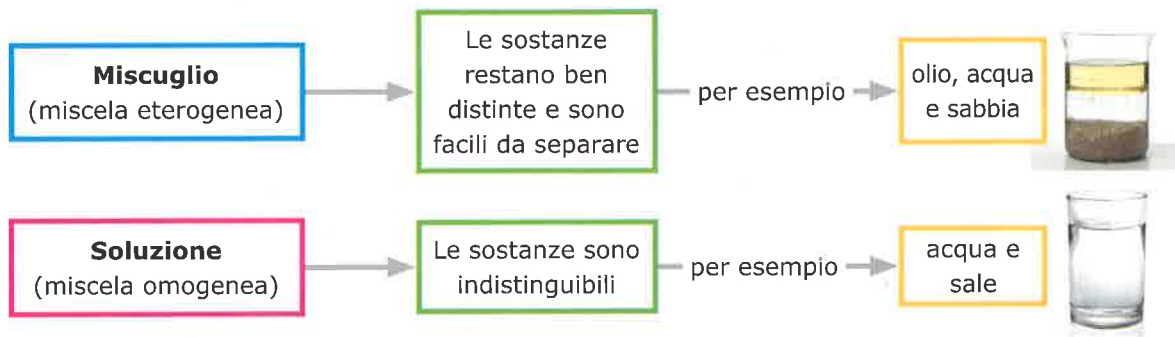 Miscuglio
(miscela eterogenea)
Le sostanze
restano ben
distinte e sono
facili da separare
per esempio
olio, acqua
e sabbia
Soluzione
(miscela omogenea)
Le sostanze sono
indistinguibili
per esempio
acqua e
sale